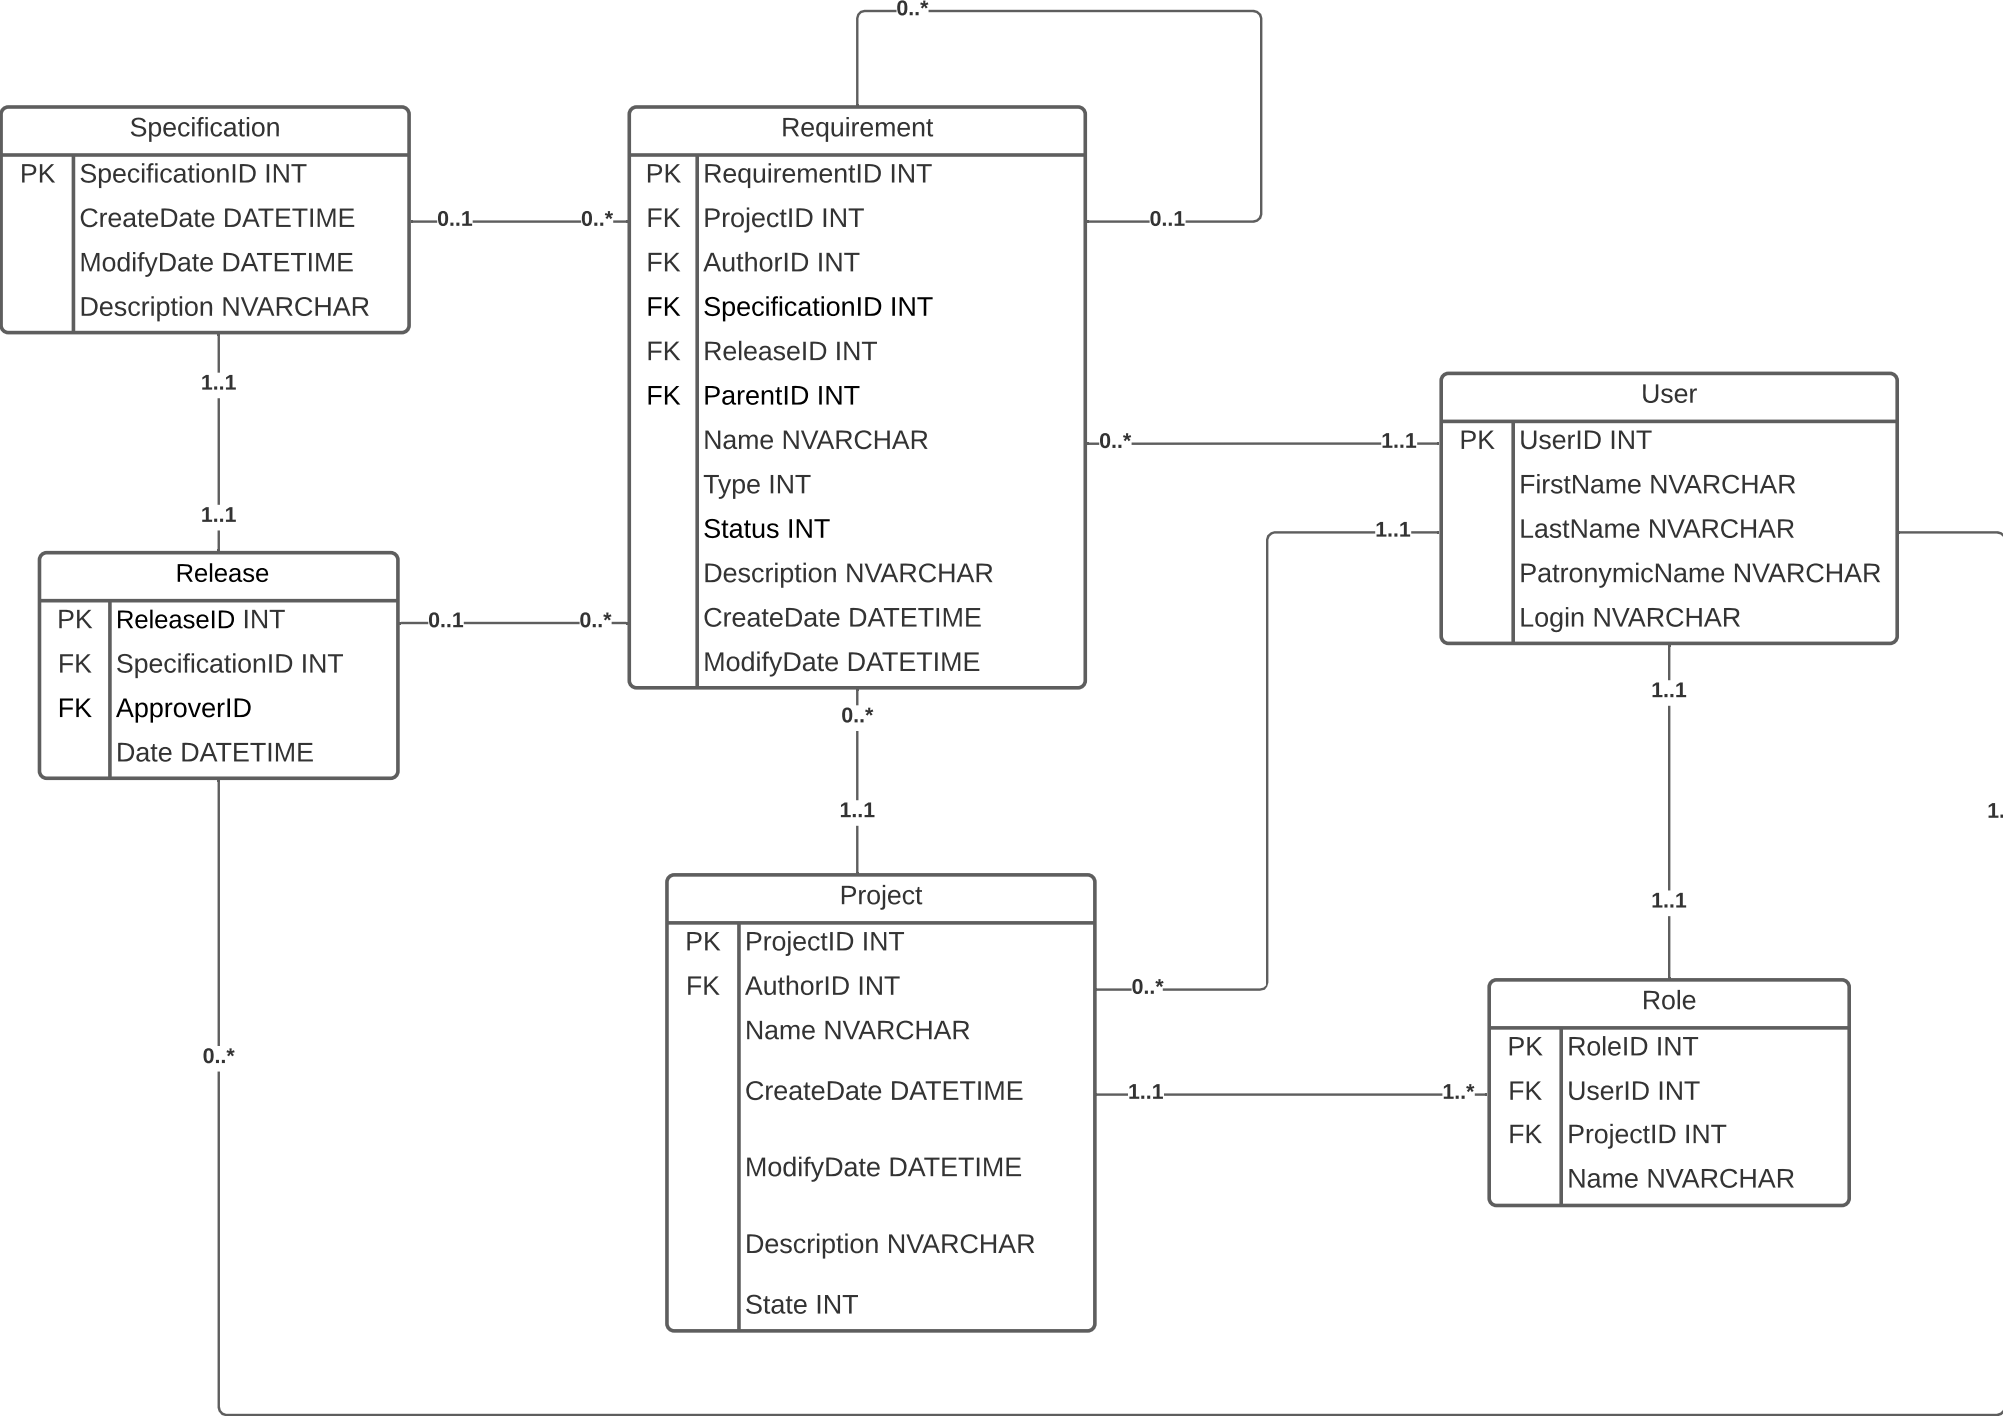 0..*
Specification
PK SpecificationID INT
CreateDate DATETIME
ModifyDate DATETIME
Description NVARCHAR
0..1
0..*
Requirement
PK RequirementID INT
FK ProjectID INT
FK AuthorID INT
FK SpecificationID INT
FK ReleaseID INT
FK ParentID INT
Name NVARCHAR
Type INT
Status INT
Description NVARCHAR
CreateDate DATETIME
ModifyDate DATETIME
0..1
1..1
1..1
User
PK UserID INT
FirstName NVARCHAR
LastName NVARCHAR
PatronymicName NVARCHAR
Login NVARCHAR
0..*
1..1
1..1
Release
PK ReleaseID INT
FK SpecificationID INT
FK ApproverID
Date DATETIME
0..1
0..*
0..*
1..1
1..1
1..1
1.
Project
PK ProjectID INT
FK AuthorID INT
Name NVARCHAR
CreateDate DATETIME
ModifyDate DATETIME
Description NVARCHAR
State INT
0..*
1..1
1..*
Role
PK RoleID INT
FK UserID INT
FK ProjectID INT
Name NVARCHAR
0..*